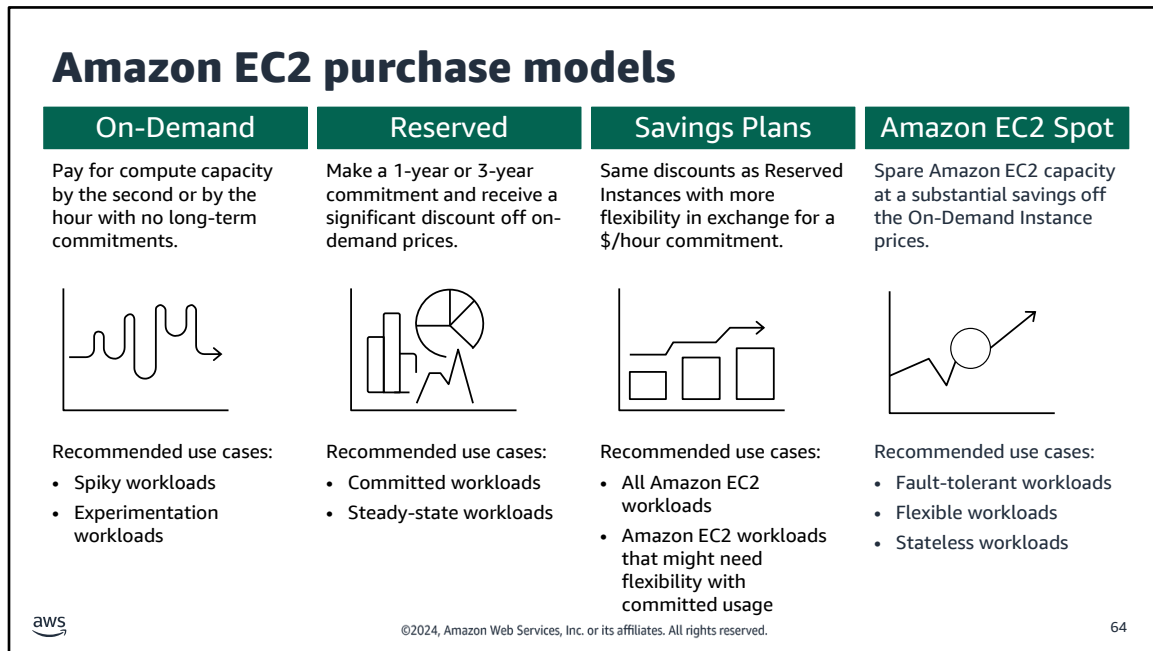 Amazon EC2 purchase models
On-Demand
Pay for compute capacity
by the second or by the
hour with no long-term
commitments.
Recommended use cases:
• Spiky workloads
• Experimentation
workloads
Reserved
Make a 1-year or 3-year
commitment and receive a
significant discount off on-
demand prices.
Recommended use cases:
• Committed workloads
• Steady-state workloads
Savings Plans
Same discounts as Reserved
Instances with more
flexibility in exchange for a
$/hour commitment.
Recommended use cases:
• All Amazon EC2
workloads
• Amazon EC2 workloads
that might need
flexibility with
committed usage
Amazon EC2 Spot
Spare Amazon EC2 capacity
at a substantial savings off
the On-Demand Instance
prices.
Recommended use cases:
• Fault-tolerant workloads
• Flexible workloads
• Stateless workloads
aws
©2024, Amazon Web Services, Inc. or its affiliates. All rights reserved.
64